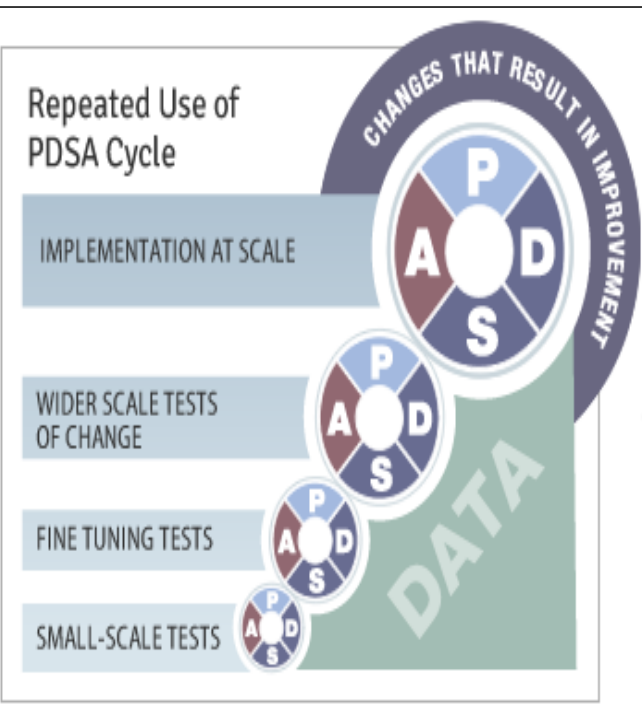 Repeated Use of
PDSA Cycle
CHANGES THAT RESULT IN IMPROVEMENT
IMPLEMENTATION AT SCALE
P
A D
S
WIDER SCALE TESTS
OF CHANGE
P
A D
S
FINE TUNING TESTS
P
A D
S
SMALL-SCALE TESTS
P
A D
S
DATA